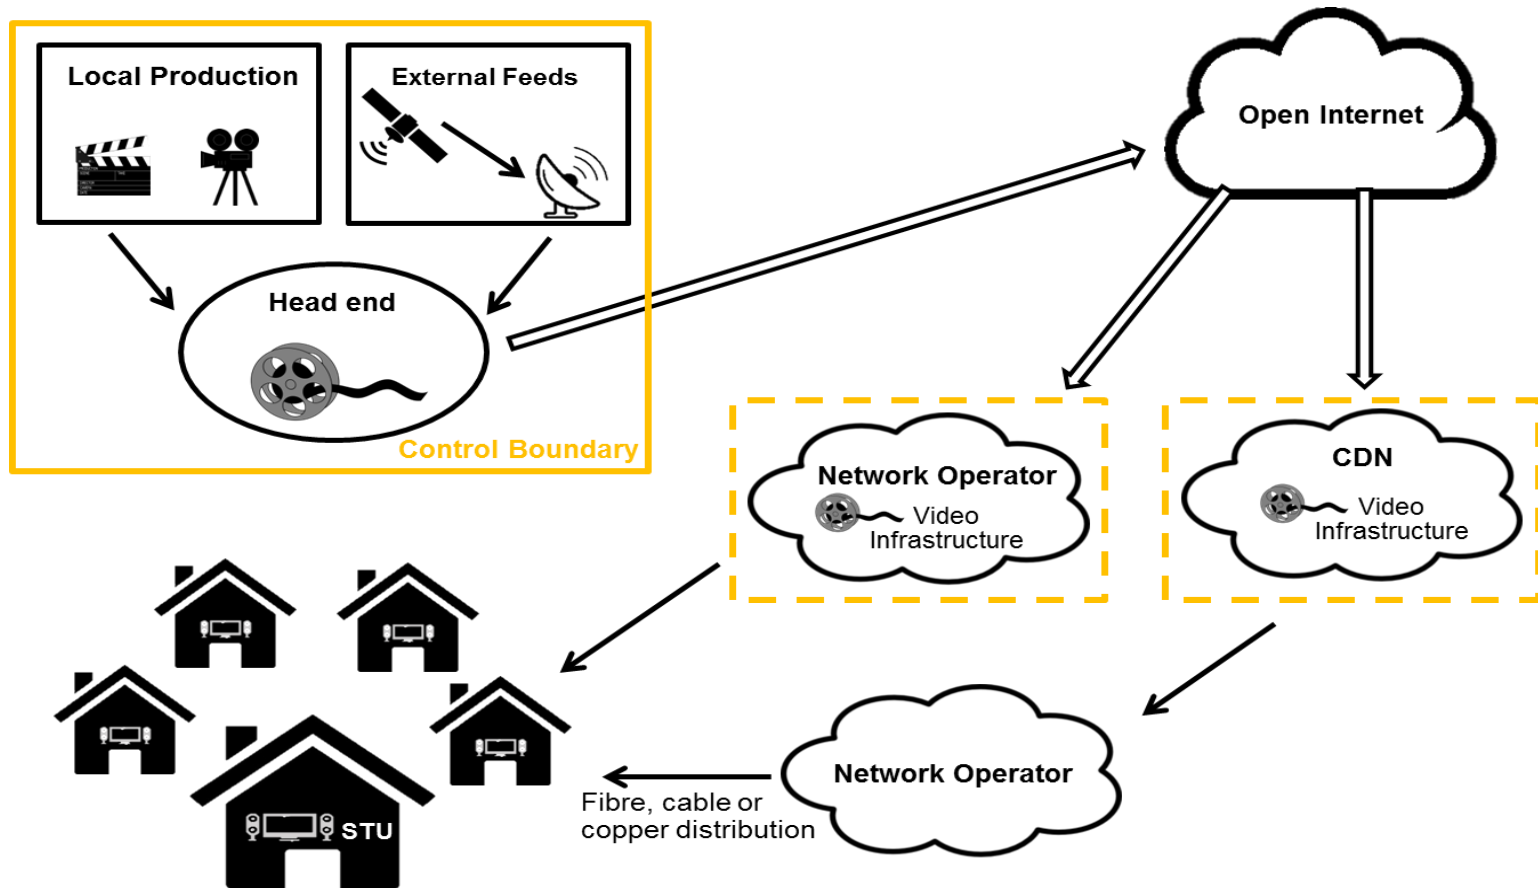 Local Production
External Feeds
Open Internet
Head end
Control Boundary
Network Operator
Video
Infrastructure
CDN
Video
Infrastructure
Network Operator
Fibre, cable or
copper distribution
STU